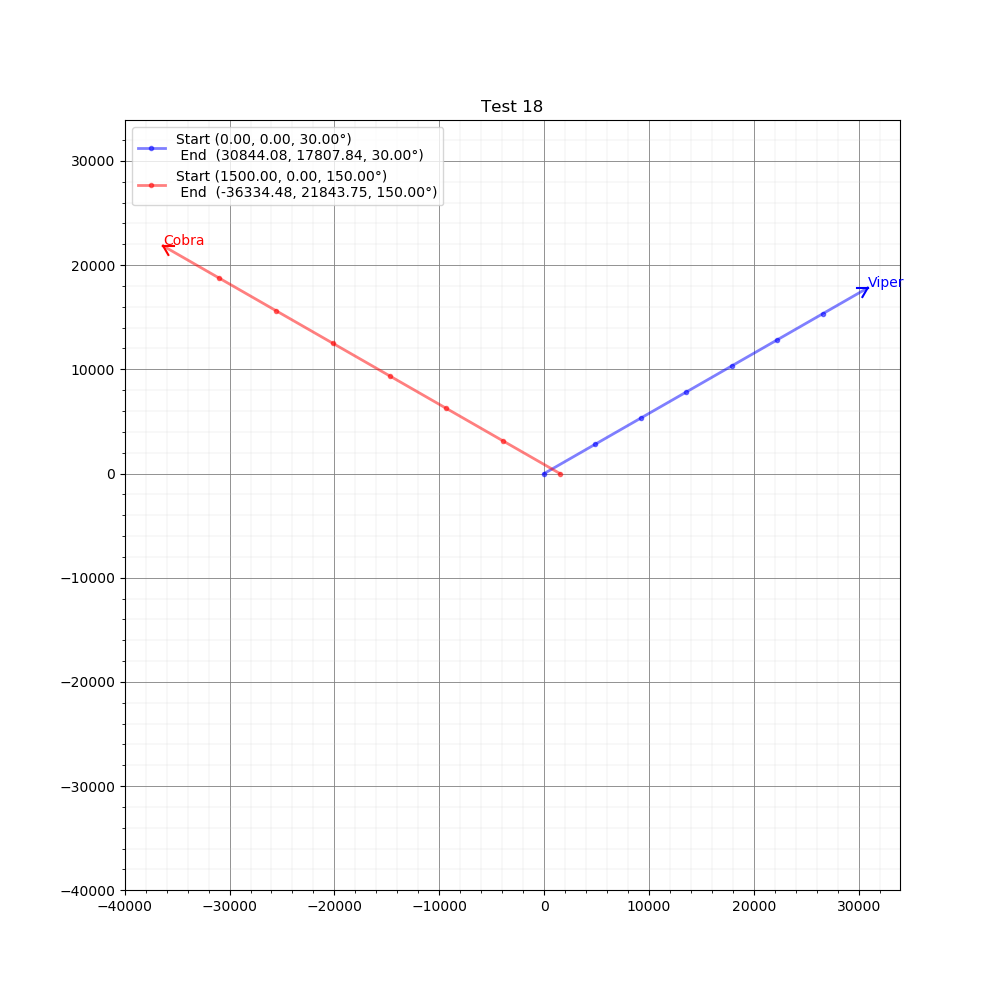 Test 18
Start (0.00, 0.00, 30.00°)
End (30844.08, 17807.84, 30.00°)
Start (1500.00, 0.00, 150.00°)
End (-36334.48, 21843.75, 150.00°)
Cobra
Viper
30000
20000
10000
0
−10000
−20000
−30000
−40000
−40000 −30000 −20000 −10000 0 10000 20000 30000